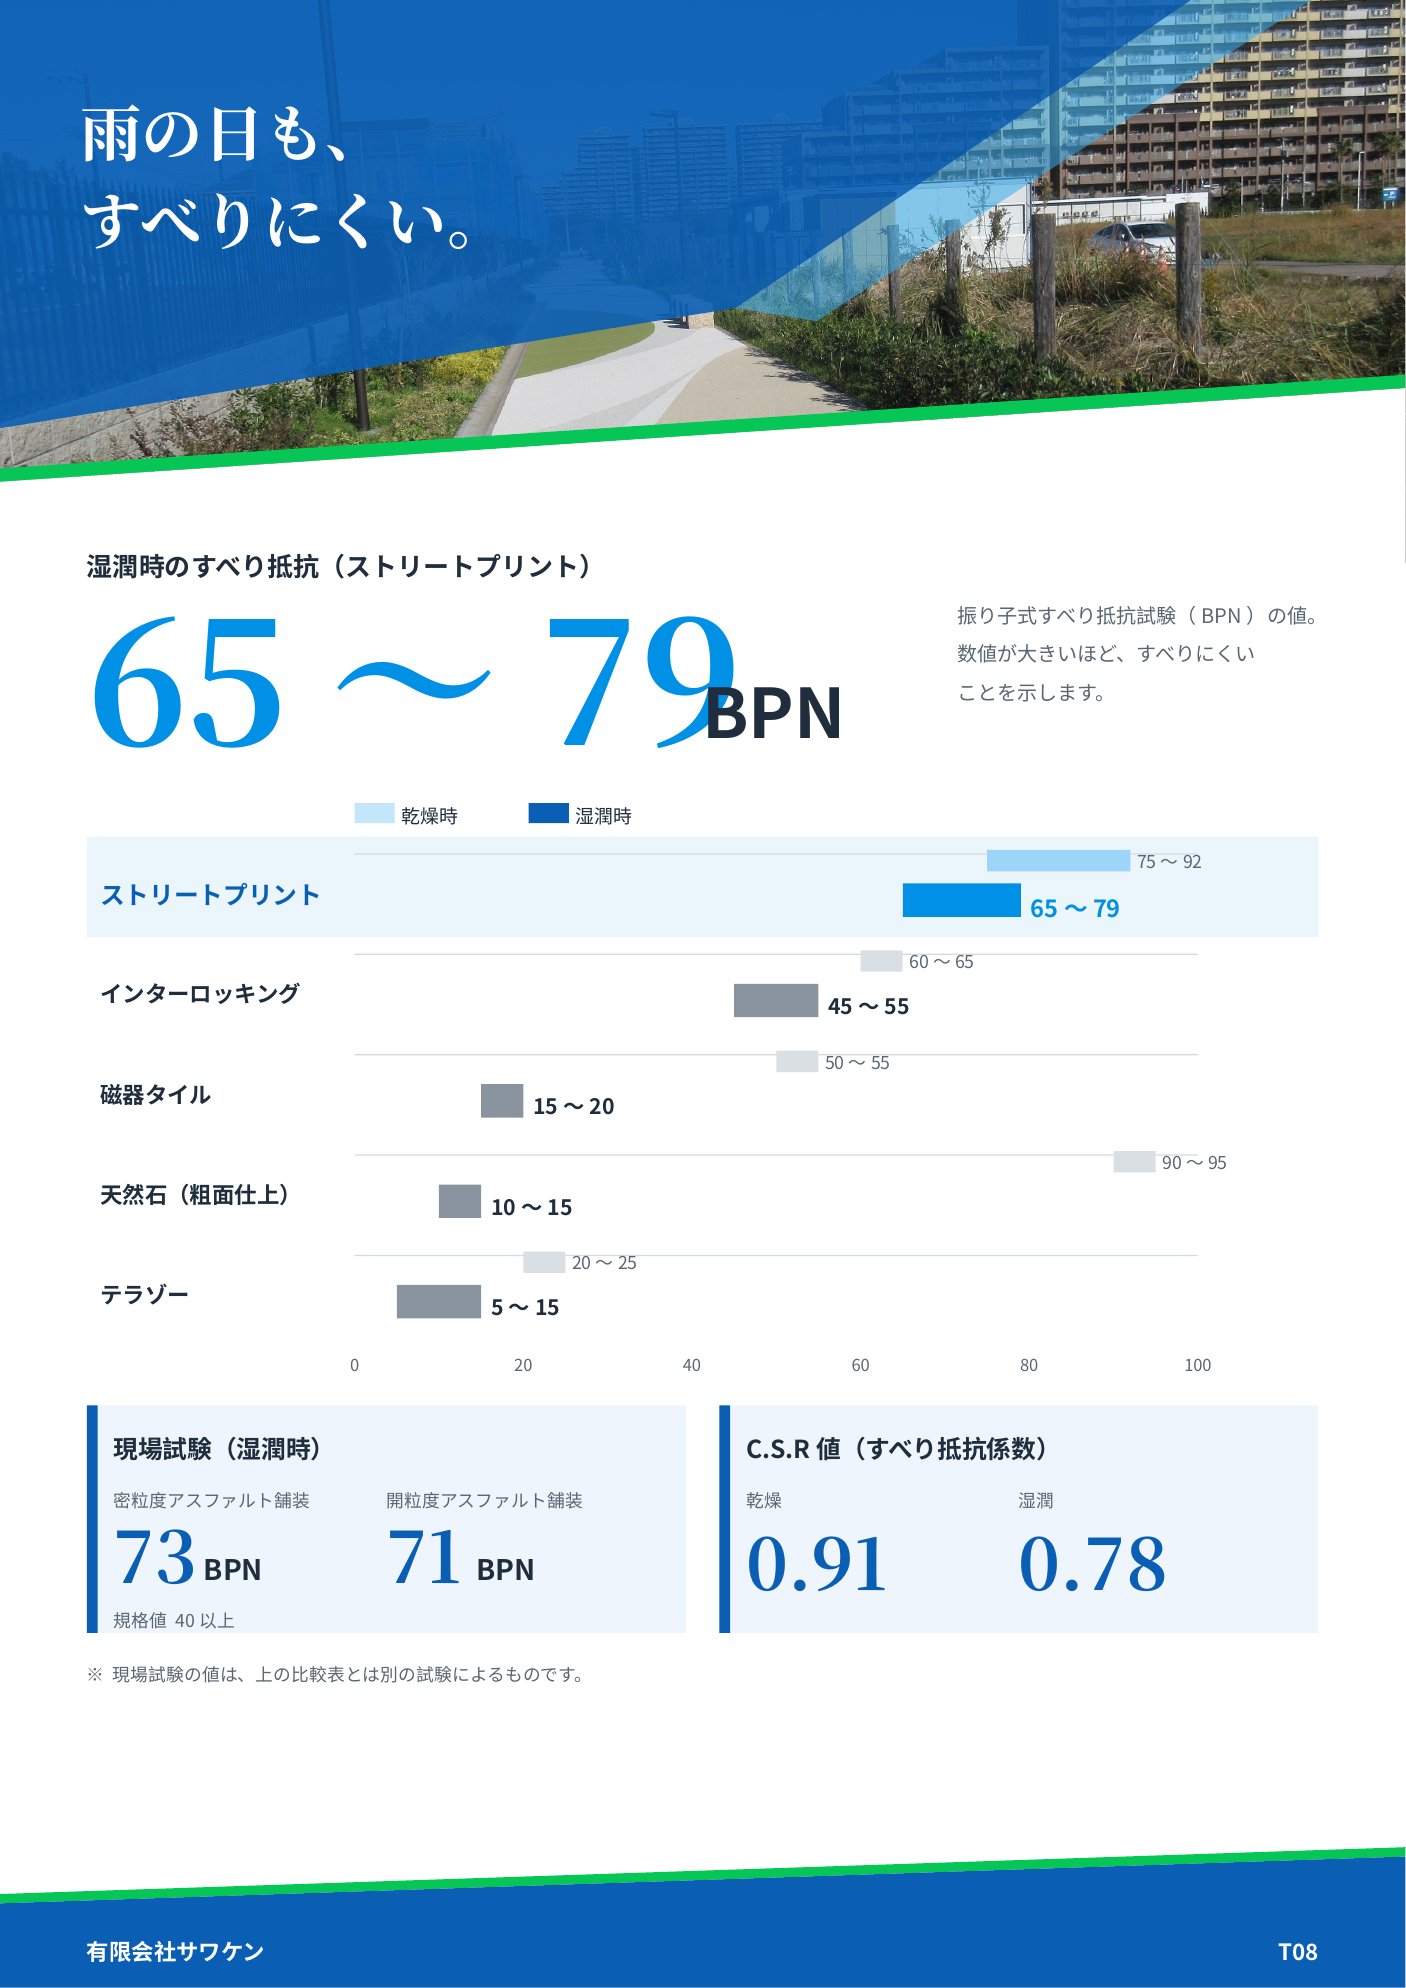 雨の日も、
すべりにくい。
湿潤時のすべり抵抗（ストリートプリント）
65 ～ 79 BPN
振り子式すべり抵抗試験（ BPN ）の値。
数値が大きいほど、すべりにくい
ことを示します。
乾燥時 湿潤時
75 ～ 92
ストリートプリント
65 ～ 79
60 ～ 65
インターロッキング
45 ～ 55
50 ～ 55
磁器タイル
15 ～ 20
90 ～ 95
天然石（粗面仕上）
10 ～ 15
20 ～ 25
テラゾー
5 ～ 15
0 20 40 60 80 100
現場試験（湿潤時）
密粒度アスファルト舗装 開粒度アスファルト舗装
73 BPN 71 BPN
規格値 40 以上
C.S.R 値（すべり抵抗係数）
乾燥 湿潤
0.91 0.78
※ 現場試験の値は、上の比較表とは別の試験によるものです。
有限会社サワケン T08